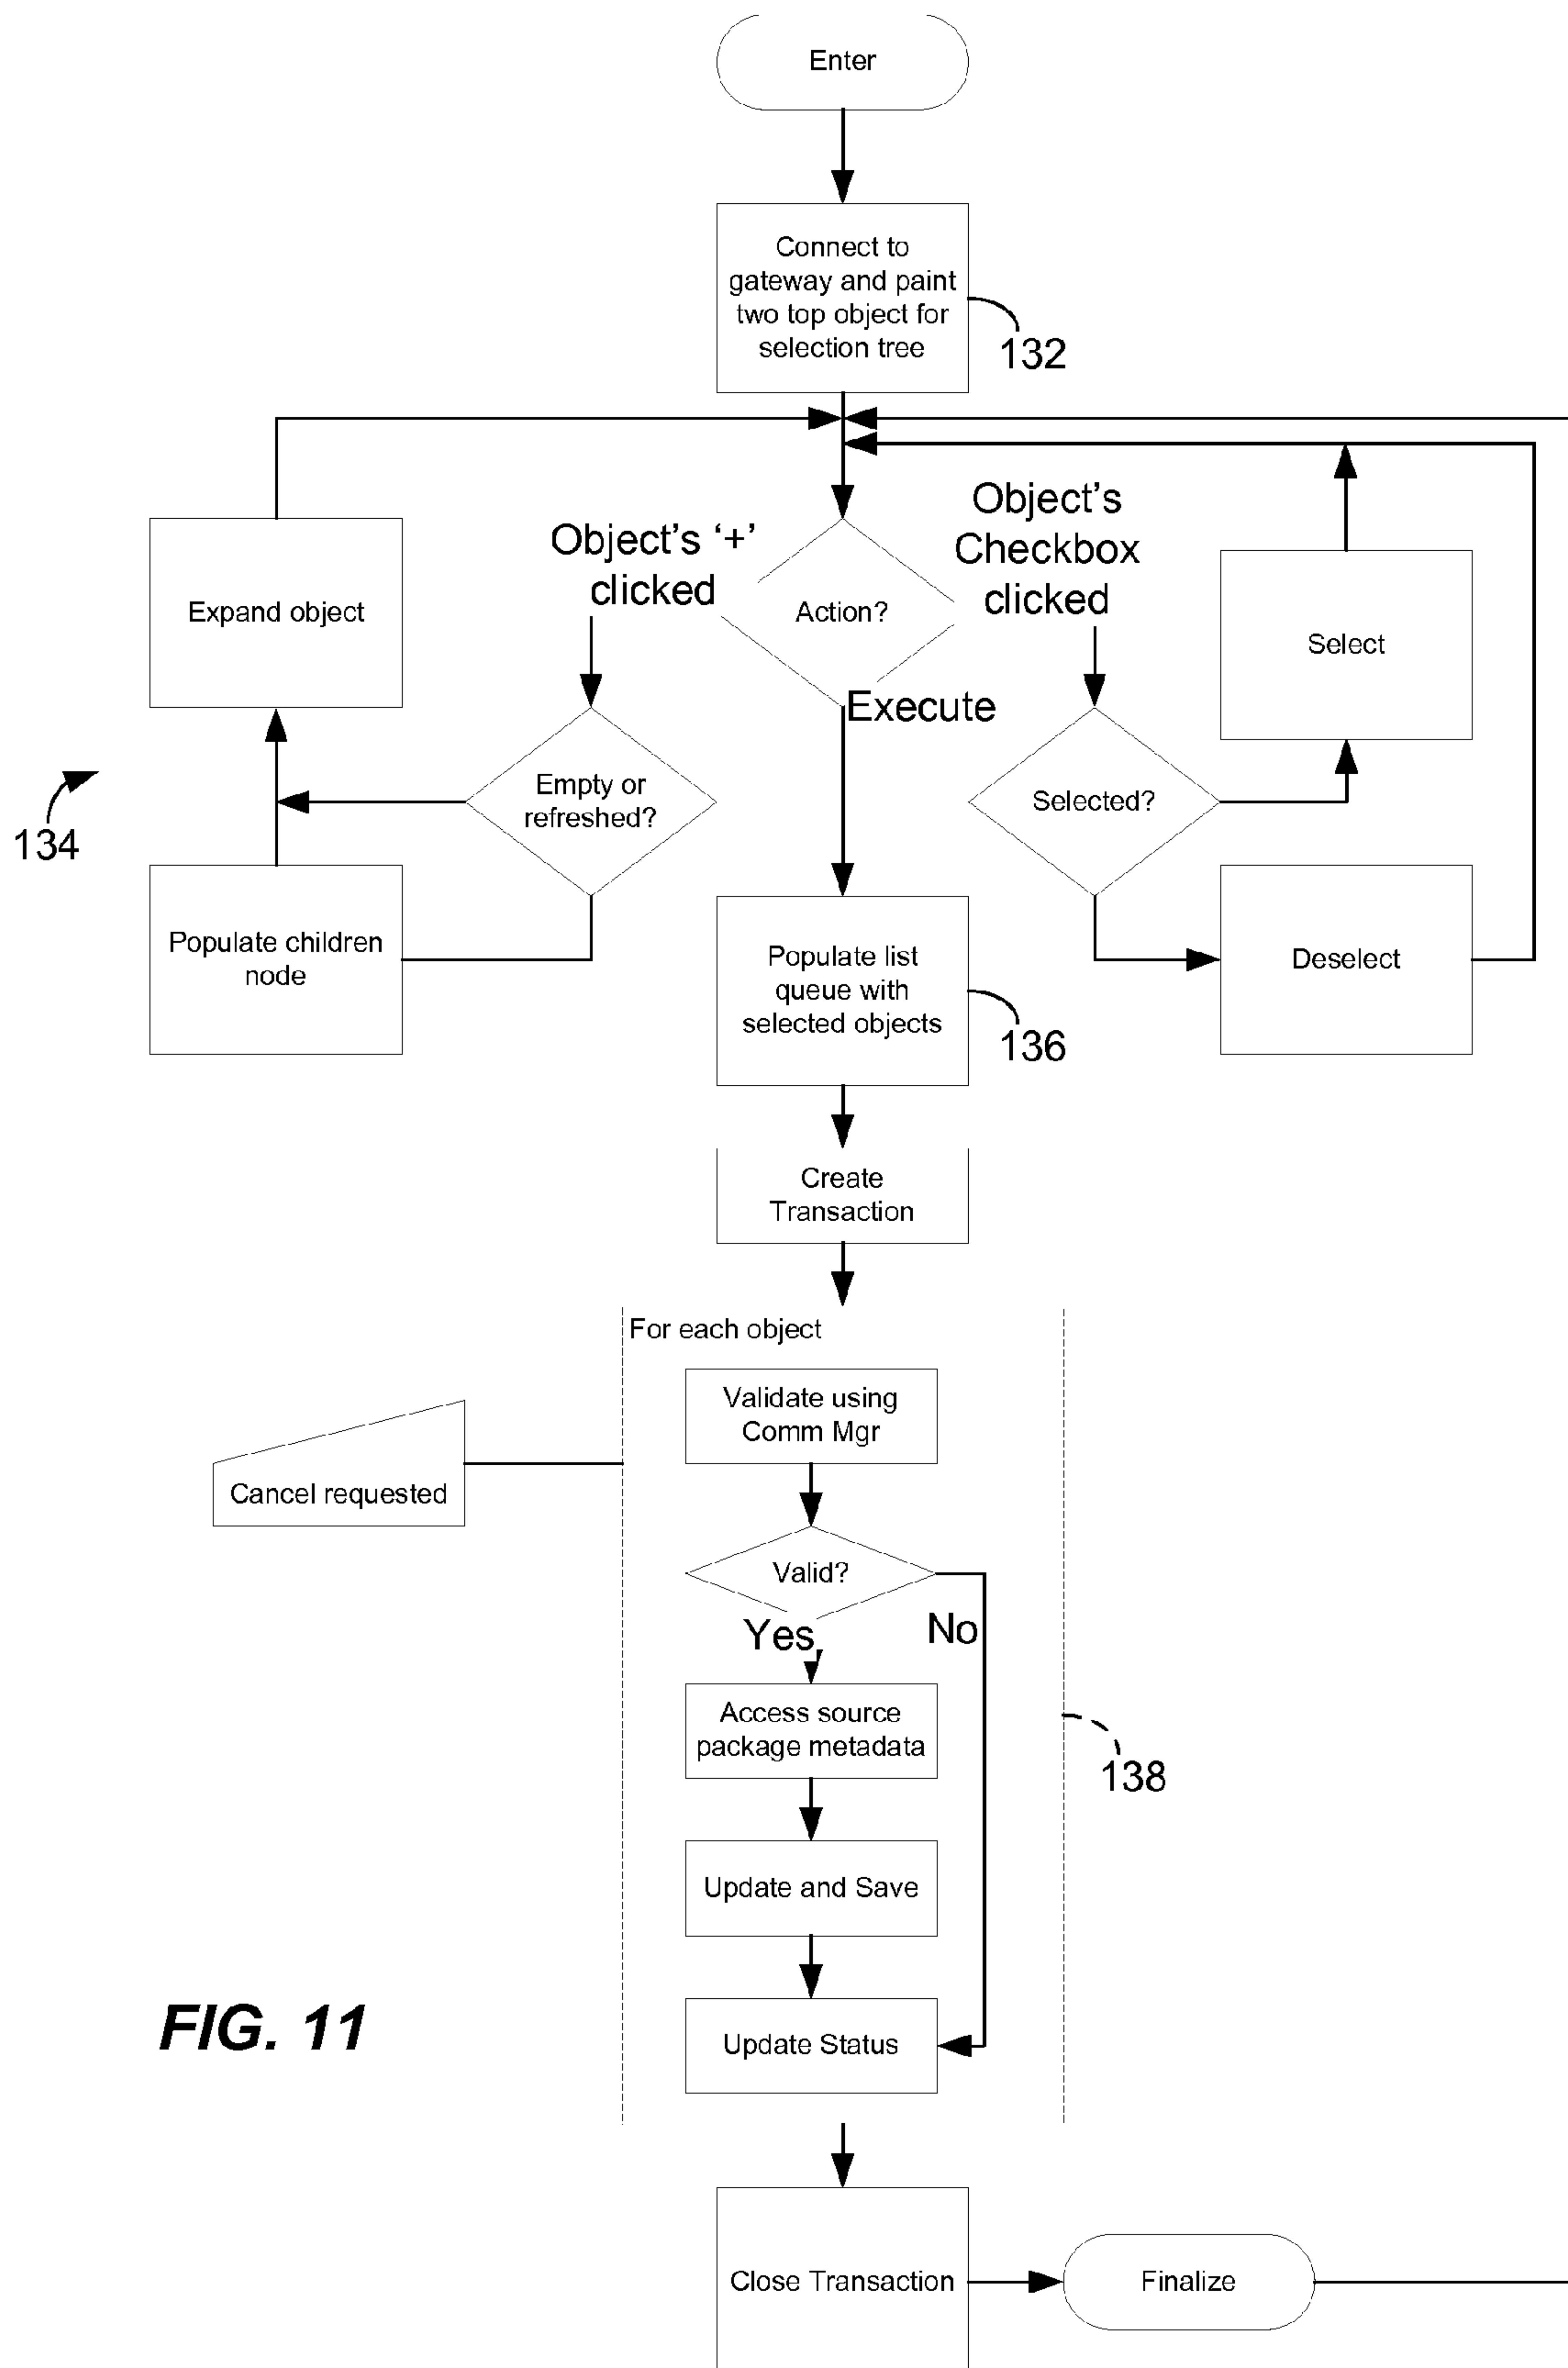 Enter
Connect to
gateway and paint
two top object for
selection tree
132
Object's '+'
clicked
Object's
Checkbox
clicked
Action?
Expand object
Select
Execute
Empty or
refreshed?
Selected?
134
Populate children
node
Populate list
queue with
selected objects
Deselect
136
Create
Transaction
For each object
Validate using
Comm Mgr
Cancel requested
Valid?
Yes
No
Access source
package metadata
138
Update and Save
FIG. 11
Update Status
Close Transaction
Finalize